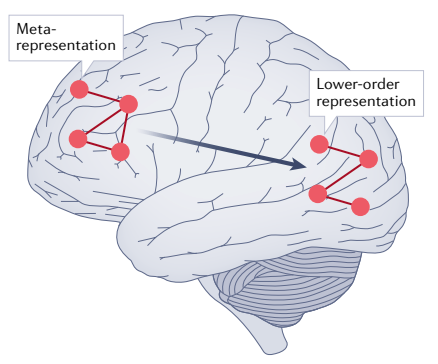 Meta-
representation
Lower-order
representation